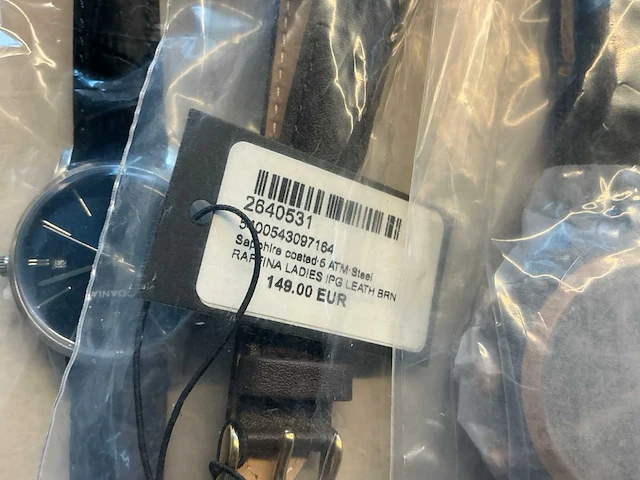 2640531
5400543097164
Sapphire coated 5 ATM Steel
RAFFINA LADIES IPG LEATH BRN
149.00 EUR